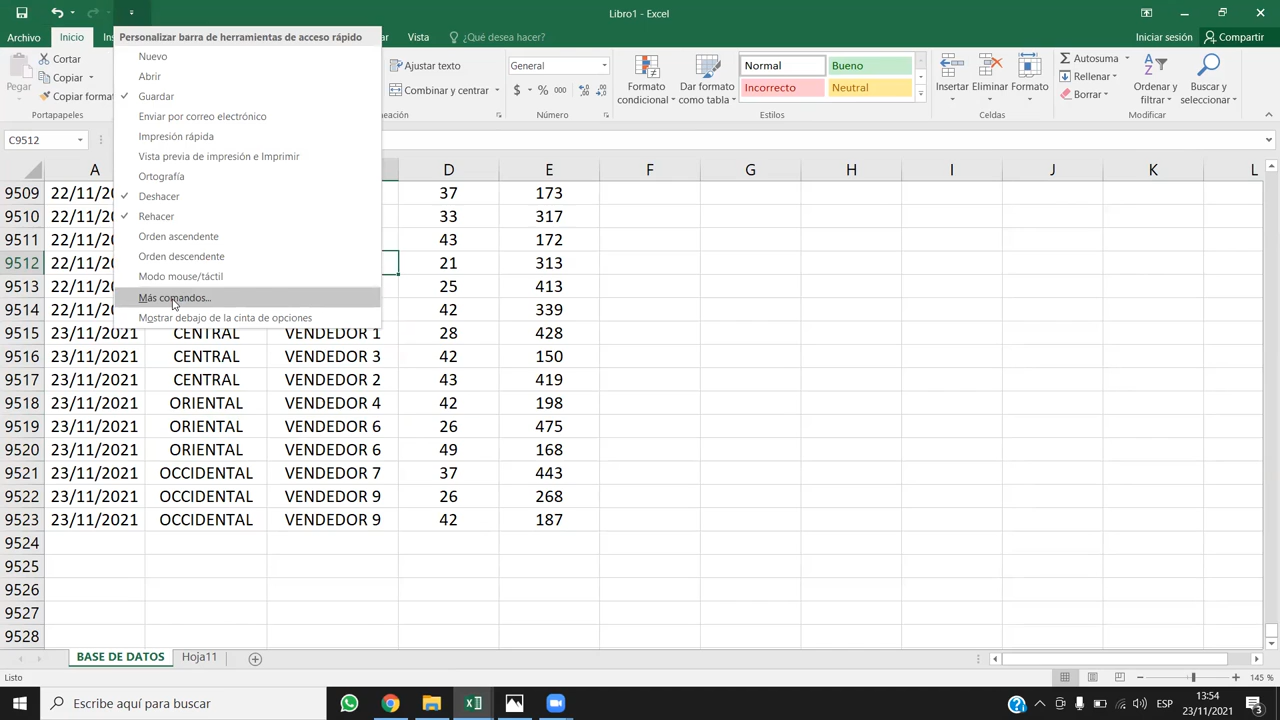 Libro1 - Excel
Archivo Inicio Vista ¿Qué desea hacer? Iniciar sesión Compartir
Personalizar barra de herramientas de acceso rápido
Nuevo
Abrir
Guardar
Enviar por correo electrónico
Impresión rápida
Vista previa de impresión e Imprimir
Ortografía
Deshacer
Rehacer
Orden ascendente
Orden descendente
Modo mouse/táctil
Más comandos...
Mostrar debajo de la cinta de opciones
Pegar
Cortar
Copiar
Copiar format
Portapapeles
Ajustar texto
Combinar y centrar
General
$ % 000
Número
Formato condicional
Dar formato como tabla
Normal Bueno
Incorrecto Neutral
Estilos
Insertar Eliminar Formato
Celdas
Autosuma
Rellenar
Borrar
Ordenar y filtrar
Buscar y seleccionar
Modificar
C9512
A D E F G H I J K L
9509 22/11/2 37 173
9510 22/11/2 33 317
9511 22/11/2 43 172
9512 22/11/2 21 313
9513 22/11/2 25 413
9514 22/11/2 42 339
9515 23/11/2021 CENTRAL VENDEDOR 1 28 428
9516 23/11/2021 CENTRAL VENDEDOR 3 42 150
9517 23/11/2021 CENTRAL VENDEDOR 2 43 419
9518 23/11/2021 ORIENTAL VENDEDOR 4 42 198
9519 23/11/2021 ORIENTAL VENDEDOR 6 26 475
9520 23/11/2021 ORIENTAL VENDEDOR 6 49 168
9521 23/11/2021 OCCIDENTAL VENDEDOR 7 37 443
9522 23/11/2021 OCCIDENTAL VENDEDOR 9 26 268
9523 23/11/2021 OCCIDENTAL VENDEDOR 9 42 187
9524
9525
9526
9527
9528
BASE DE DATOS Hoja11
Listo 145 %
Escribe aquí para buscar
ESP
13:54
23/11/2021
3